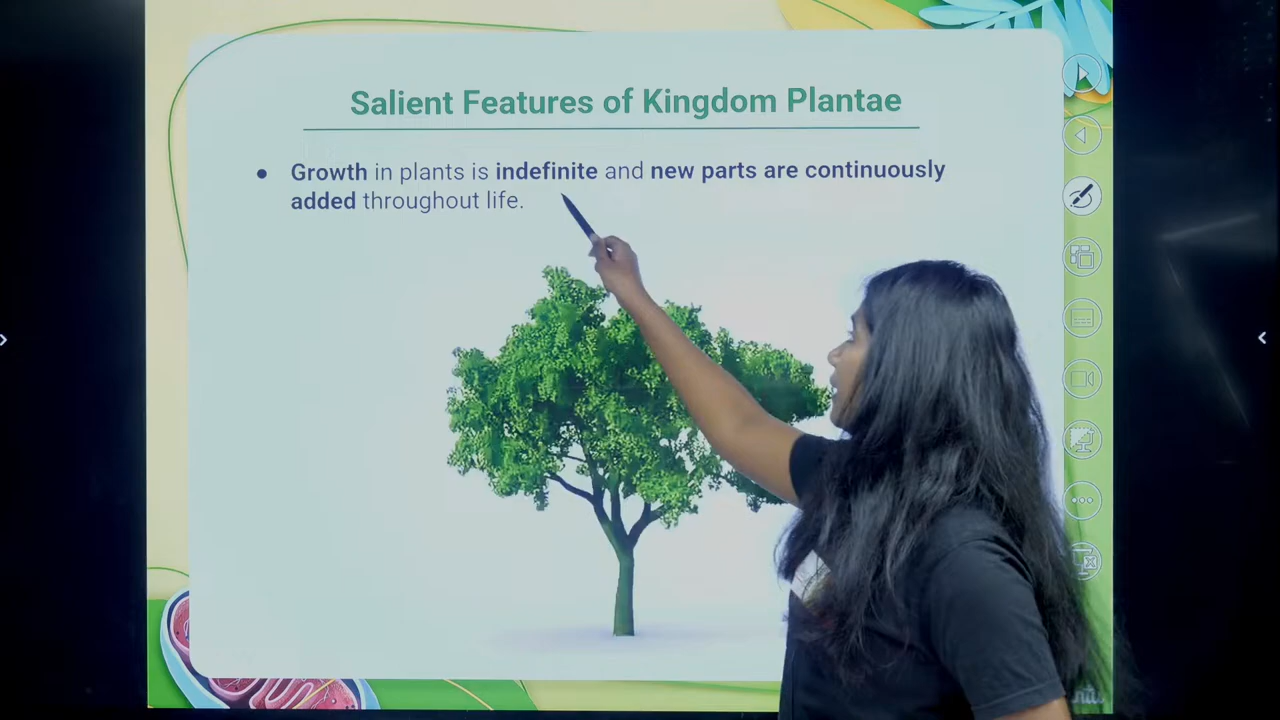 Salient Features of Kingdom Plantae
● Growth in plants is indefinite and new parts are continuously
added throughout life.